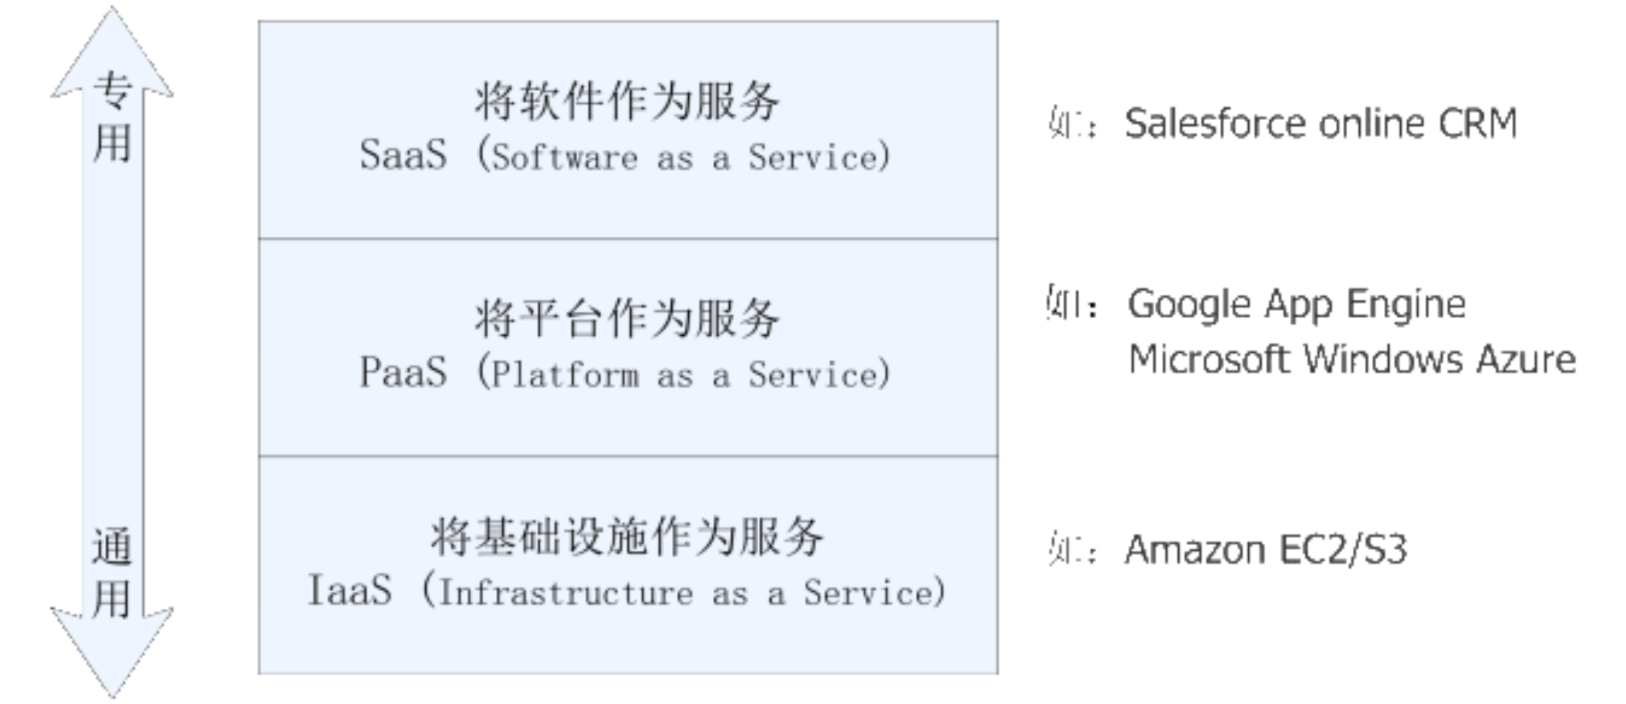 专用
将软件作为服务
SaaS (Software as a Service)
如：Salesforce online CRM
将平台作为服务
PaaS (Platform as a Service)
如：Google App Engine
Microsoft Windows Azure
将基础设施作为服务
IaaS (Infrastructure as a Service)
如：Amazon EC2/S3
通用